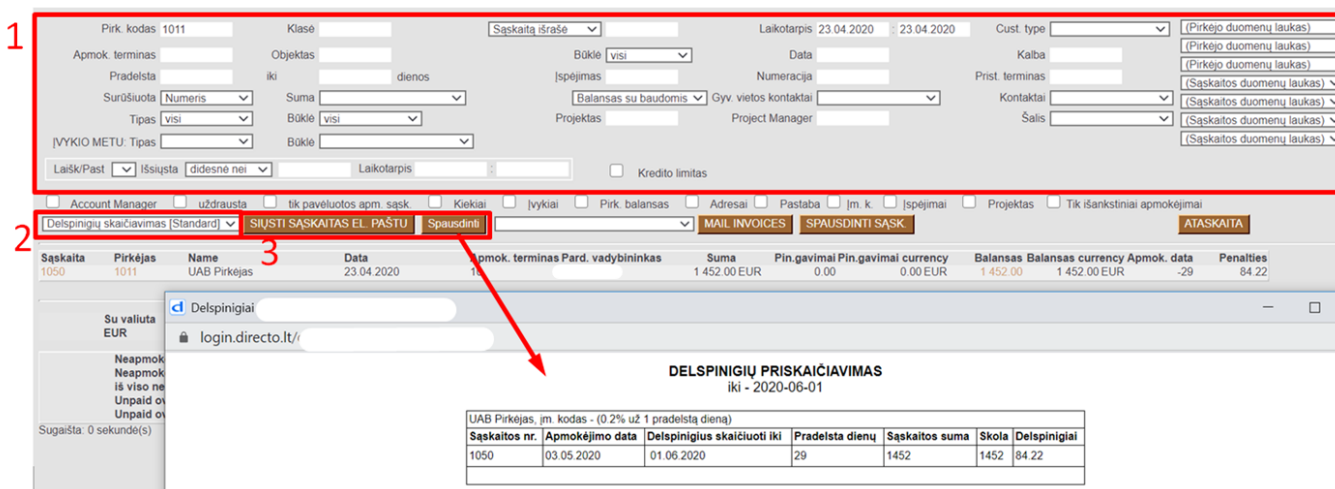 1
Pirk. kodas 1011 Klasė Sąskaitą išrašė Laikotarpis 23.04.2020 : 23.04.2020 Cust. type (Pirkėjo duomenų laukas)
(Pirkėjo duomenų laukas)
Apmok. terminas Objektas Būklė visi Data Kalba (Pirkėjo duomenų laukas)
Pradelsta iki dienos Įspėjimas Numeracija Prist. terminas (Sąskaitos duomenų laukas)
Surūšiuota Numeris Suma Balansas su baudomis Gyv. vietos kontaktai Kontaktai (Sąskaitos duomenų laukas)
Tipas visi Būklė visi Projektas Project Manager Šalis (Sąskaitos duomenų laukas)
ĮVYKIO METU: Tipas Būklė (Sąskaitos duomenų laukas)
Laišk/Past Išsiųsta didesnė nei Laikotarpis : Kredito limitas
Account Manager uždrausta tik pavėluotos apm. sąsk. Kiekiai Įvykiai Pirk. balansas Adresai Pastaba Įm. k. Įspėjimai Projektas Tik išankstiniai apmokėjimai
2 Delspinigių skaičiavimas [Standard] SIŲSTI SĄSKAITAS EL. PAŠTU Spausdinti MAIL INVOICES SPAUSDINTI SĄSK. ATASKAITA
3
Sąskaita Pirkėjas Name Data Apmok. terminas Pard. vadybininkas Suma Pin.gavimai Pin.gavimai currency Balansas Balansas currency Apmok. data Penalties
1050 1011 UAB Pirkėjas 23.04.2020 10 1 452.00 EUR 0.00 0.00 EUR 1 452.00 1 452.00 EUR -29 84.22
Su valiuta
EUR
Delspinigiai
login.directo.lt/
Neapmok
Neapmok
iš viso ne
Unpaid ov
Unpaid ov
Sugaišta: 0 sekundė(s)
DELSPINIGIŲ PRISKAIČIAVIMAS
iki - 2020-06-01
UAB Pirkėjas, įm. kodas - (0.2% už 1 pradelstą dieną)
Sąskaitos nr. Apmokėjimo data Delspinigius skaičiuoti iki Pradelsta dienų Sąskaitos suma Skola Delspinigiai
1050 03.05.2020 01.06.2020 29 1452 1452 84.22